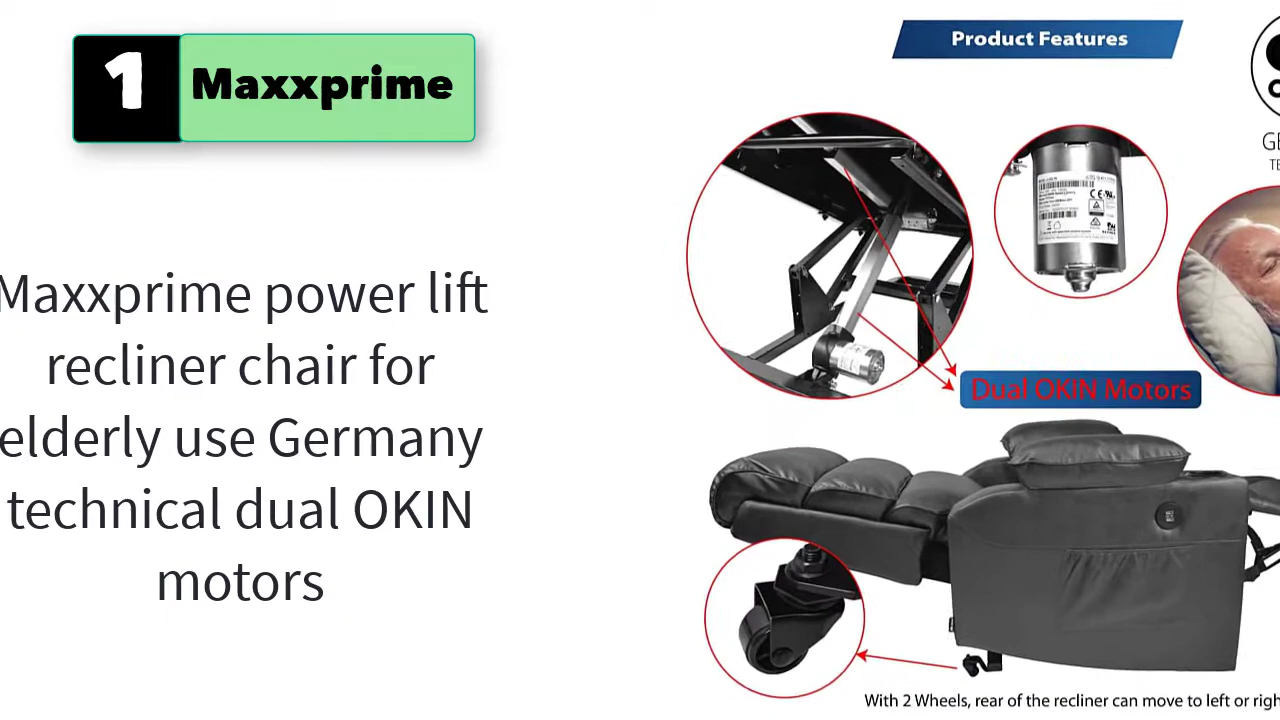 1
Maxxprime
Maxxprime power lift
recliner chair for
elderly use Germany
technical dual OKIN
motors
Product Features
Dual OKIN Motors
With 2 Wheels, rear of the recliner can move to left or